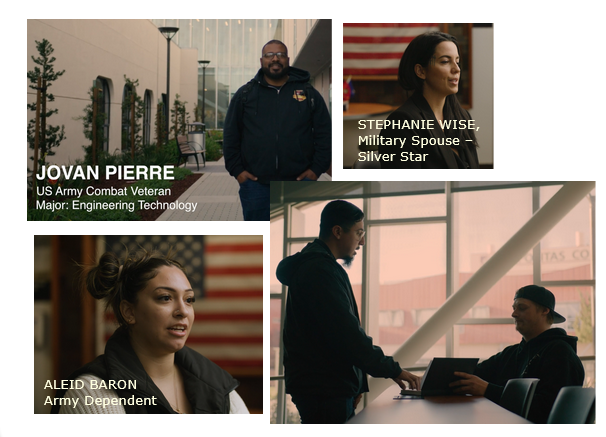 JOVAN PIERRE
US Army Combat Veteran
Major: Engineering Technology
STEPHANIE WISE,
Military Spouse –
Silver Star
ALEID BARON
Army Dependent